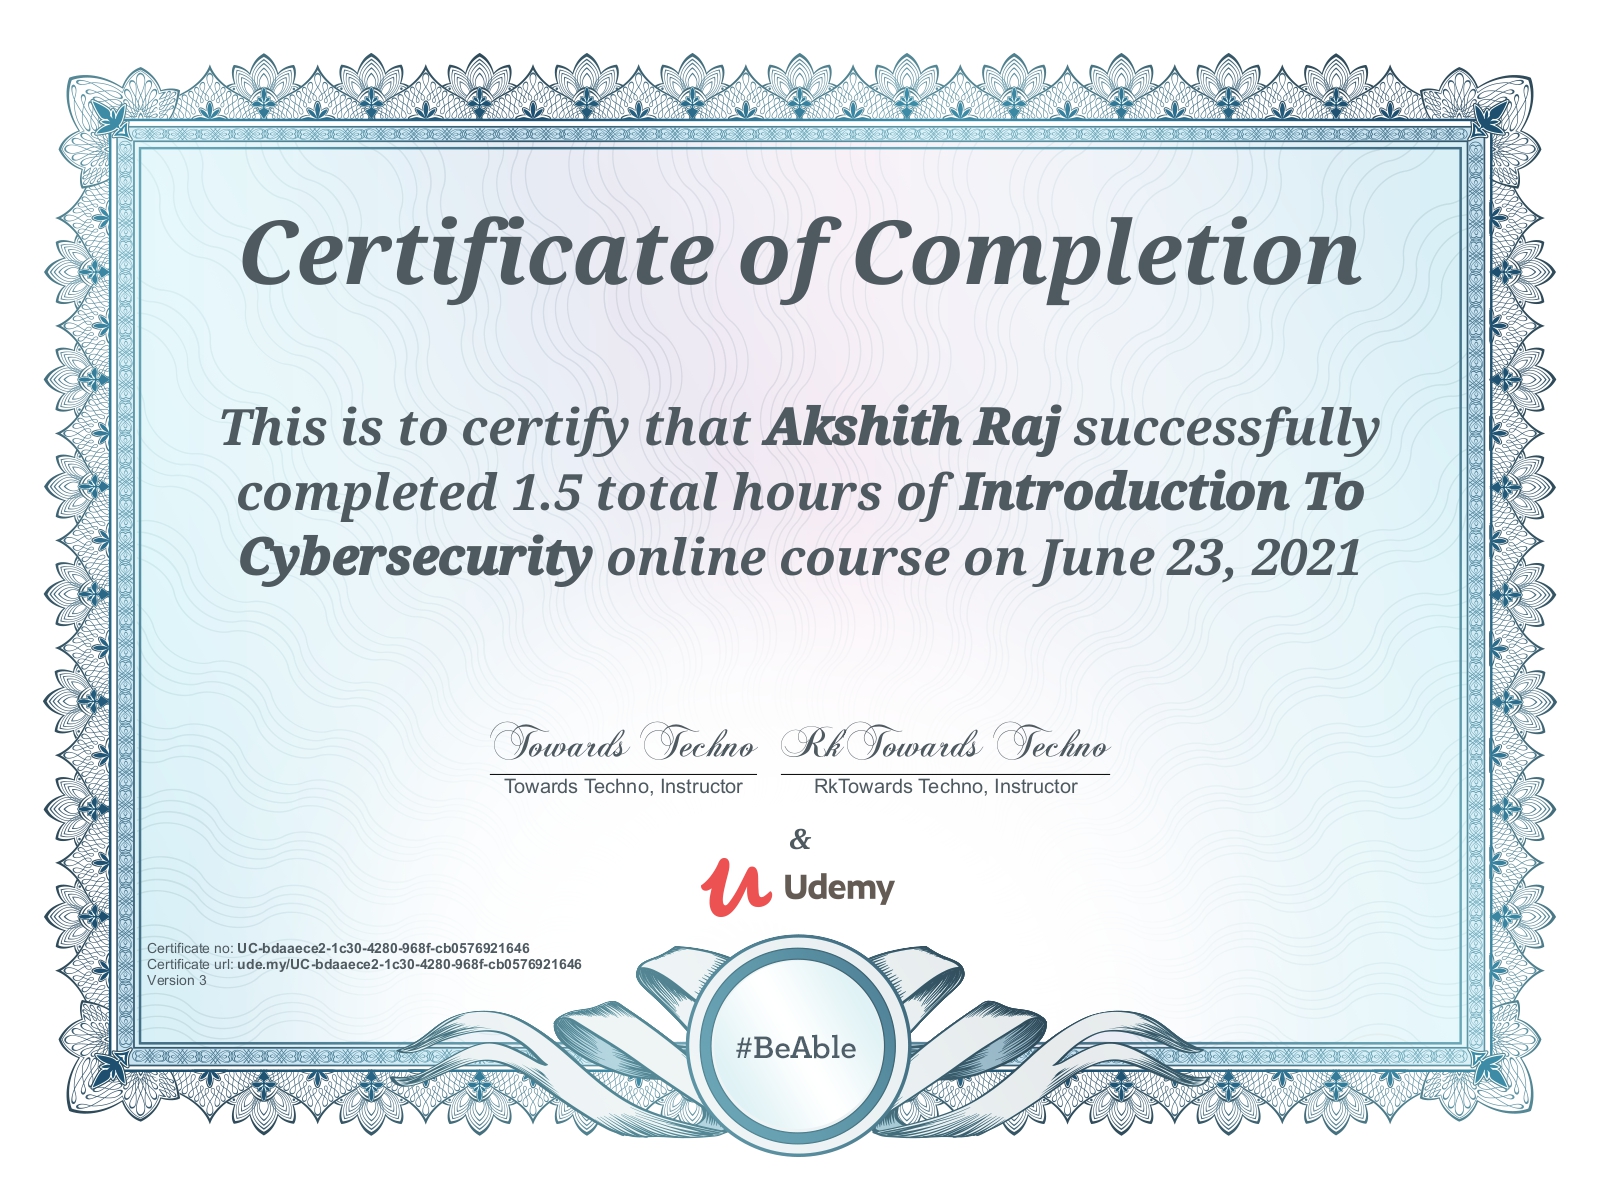 Certificate of Completion
This is to certify that Akshith Raj successfully
completed 1.5 total hours of Introduction To
Cybersecurity online course on June 23, 2021
Towards Techno RkTowards Techno
Towards Techno, Instructor RkTowards Techno, Instructor
&
Udemy
Certificate no: UC-bdaaece2-1c30-4280-968f-cb0576921646
Certificate url: ude.my/UC-bdaaece2-1c30-4280-968f-cb0576921646
Version 3
#BeAble